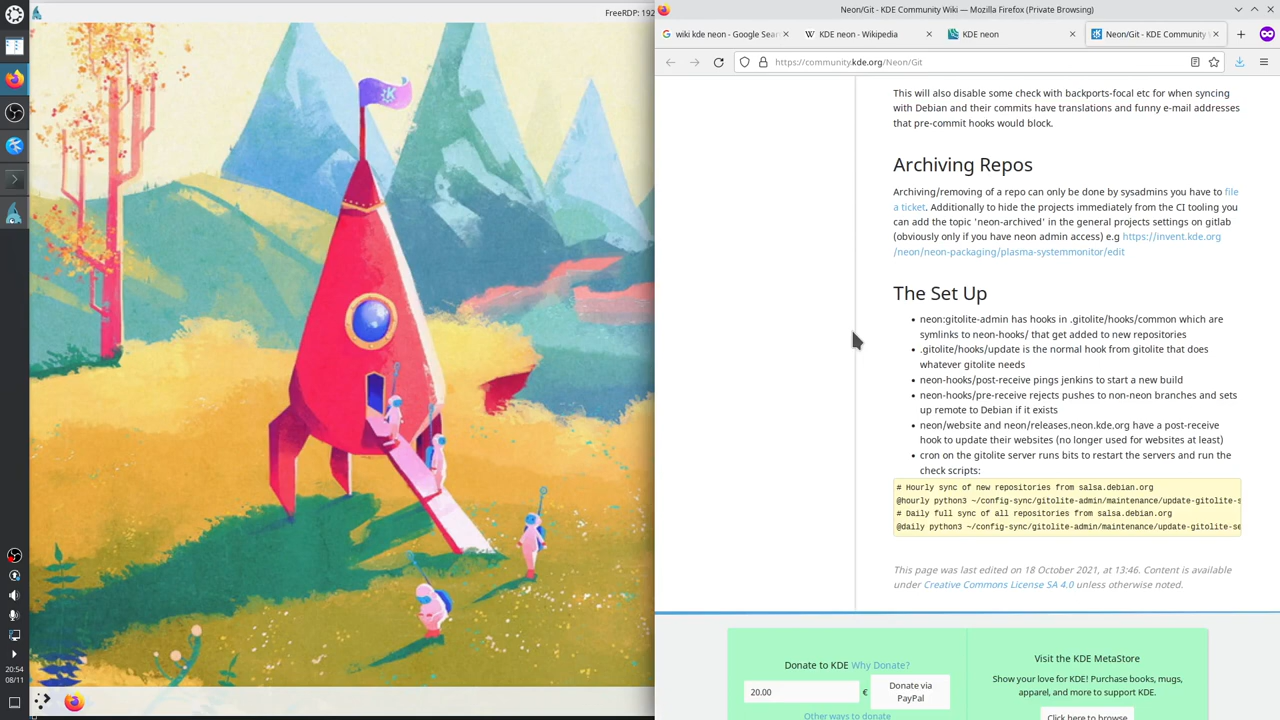 FreeRDP: 192
Neon/Git - KDE Community Wiki — Mozilla Firefox (Private Browsing)
wiki kde neon - Google Sear
KDE neon - Wikipedia
KDE neon
Neon/Git - KDE Community W
https://community.kde.org/Neon/Git
This will also disable some check with backports-focal etc for when syncing
with Debian and their commits have translations and funny e-mail addresses
that pre-commit hooks would block.
Archiving Repos
Archiving/removing of a repo can only be done by sysadmins you have to file
a ticket. Additionally to hide the projects immediately from the CI tooling you
can add the topic 'neon-archived' in the general projects settings on gitlab
(obviously only if you have neon admin access) e.g https://invent.kde.org
/neon/neon-packaging/plasma-systemmonitor/edit
The Set Up
neon:gitolite-admin has hooks in .gitolite/hooks/common which are
symlinks to neon-hooks/ that get added to new repositories
.gitolite/hooks/update is the normal hook from gitolite that does
whatever gitolite needs
neon-hooks/post-receive pings jenkins to start a new build
neon-hooks/pre-receive rejects pushes to non-neon branches and sets
up remote to Debian if it exists
neon/website and neon/releases.neon.kde.org have a post-receive
hook to update their websites (no longer used for websites at least)
cron on the gitolite server runs bits to restart the servers and run the
check scripts:
# Hourly sync of new repositories from salsa.debian.org
@hourly python3 ~/config-sync/gitolite-admin/maintenance/update-gitolite-s
# Daily full sync of all repositories from salsa.debian.org
@daily python3 ~/config-sync/gitolite-admin/maintenance/update-gitolite-se
This page was last edited on 18 October 2021, at 13:46. Content is available
under Creative Commons License SA 4.0 unless otherwise noted.
Donate to KDE Why Donate?
20.00
€
Donate via
PayPal
Other ways to donate
Visit the KDE MetaStore
Show your love for KDE! Purchase books, mugs,
apparel, and more to support KDE.
Click here to browse
20:54
08/11